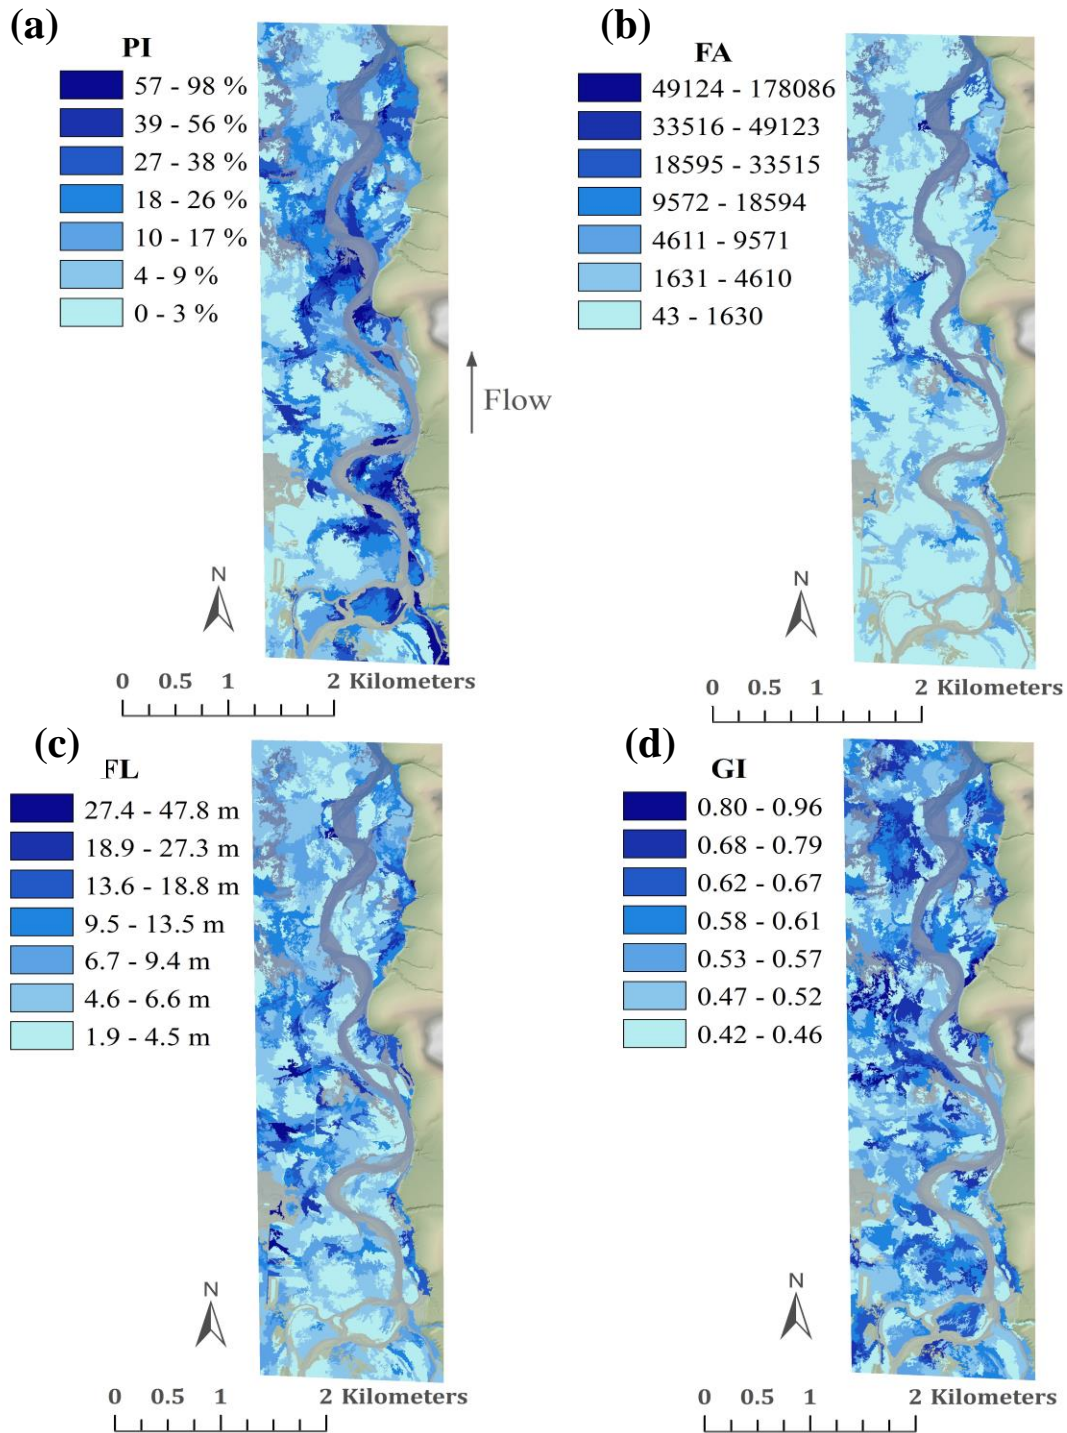 (a)
PI
57 - 98 %
39 - 56 %
27 - 38 %
18 - 26 %
10 - 17 %
4 - 9 %
0 - 3 %
Flow
N
0 0.5 1 2 Kilometers
(b)
FA
49124 - 178086
33516 - 49123
18595 - 33515
9572 - 18594
4611 - 9571
1631 - 4610
43 - 1630
N
0 0.5 1 2 Kilometers
(c)
FL
27.4 - 47.8 m
18.9 - 27.3 m
13.6 - 18.8 m
9.5 - 13.5 m
6.7 - 9.4 m
4.6 - 6.6 m
1.9 - 4.5 m
N
0 0.5 1 2 Kilometers
(d)
GI
0.80 - 0.96
0.68 - 0.79
0.62 - 0.67
0.58 - 0.61
0.53 - 0.57
0.47 - 0.52
0.42 - 0.46
N
0 0.5 1 2 Kilometers